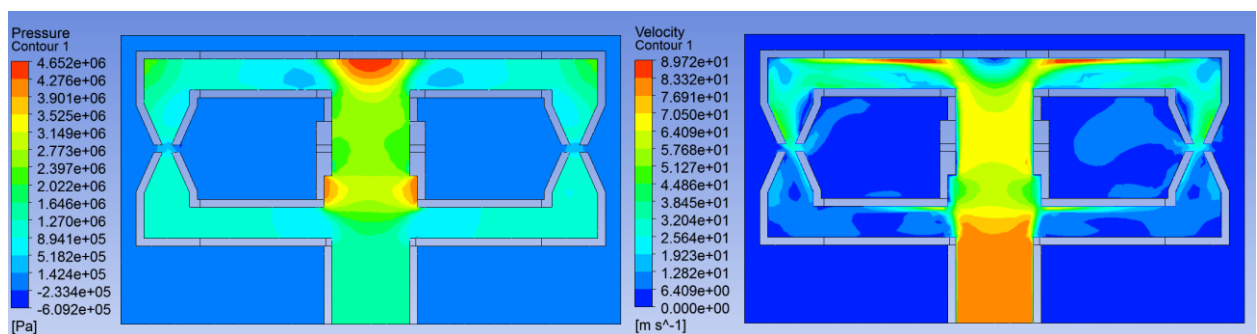 Pressure
Contour 1
4.652e+06
4.276e+06
3.901e+06
3.525e+06
3.149e+06
2.773e+06
2.397e+06
2.022e+06
1.646e+06
1.270e+06
8.941e+05
5.182e+05
1.424e+05
-2.334e+05
-6.092e+05
[Pa]
Velocity
Contour 1
8.972e+01
8.332e+01
7.691e+01
7.050e+01
6.409e+01
5.768e+01
5.127e+01
4.486e+01
3.845e+01
3.204e+01
2.564e+01
1.923e+01
1.282e+01
6.409e+00
0.000e+00
[m s^-1]